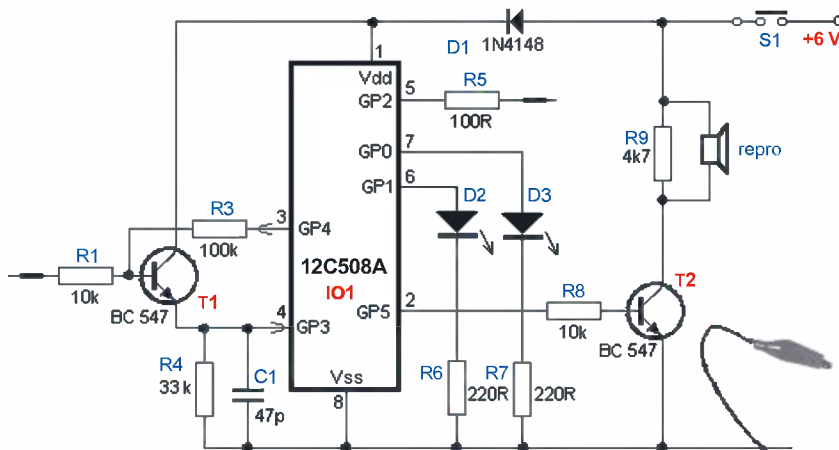 D1
1N4148
S1
+6 V
1
Vdd
5
GP2
R5
100R
7
GP0
R9
4k7
repro
6
GP1
D2
D3
R3
100k
3
GP4
R1
10k
12C508A
IO1
BC 547
T1
4
GP3
2
GP5
R8
10k
T2
BC 547
R4
33k
C1
47p
Vss
8
R6
220R
R7
220R